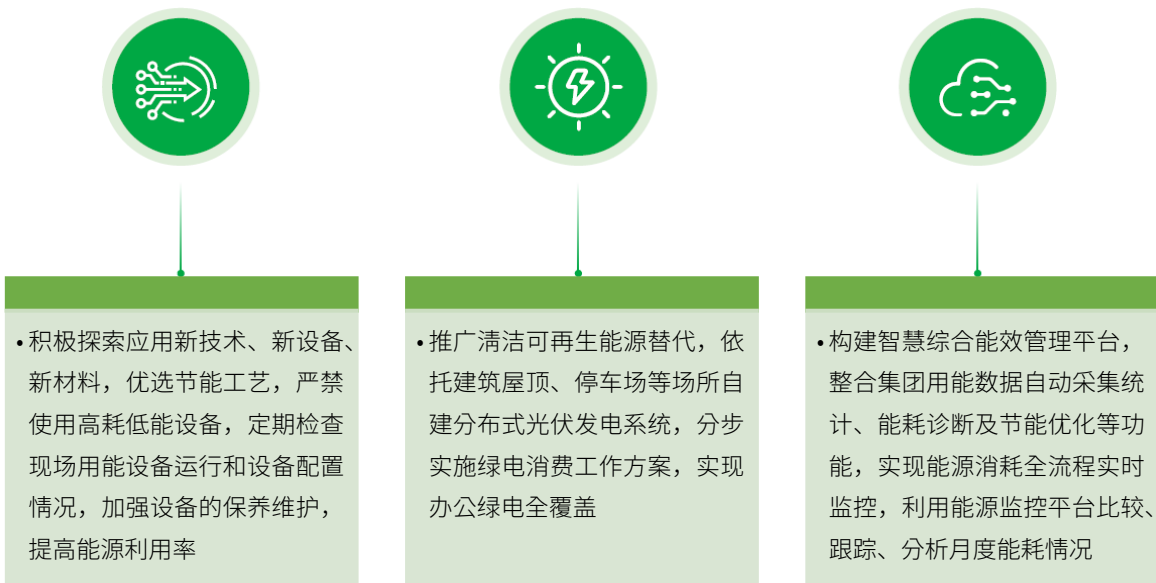 • 积极探索应用新技术、新设备、
新材料，优选节能工艺，严禁
使用高耗低能设备，定期检查
现场用能设备运行和设备配置
情况，加强设备的保养维护，
提高能源利用率
• 推广清洁可再生能源替代，依
托建筑屋顶、停车场等场所自
建分布式光伏发电系统，分步
实施绿电消费工作方案，实现
办公绿电全覆盖
• 构建智慧综合能效管理平台，
整合集团用能数据自动采集统
计、能耗诊断及节能优化等功
能，实现能源消耗全流程实时
监控，利用能源监控平台比较、
跟踪、分析月度能耗情况